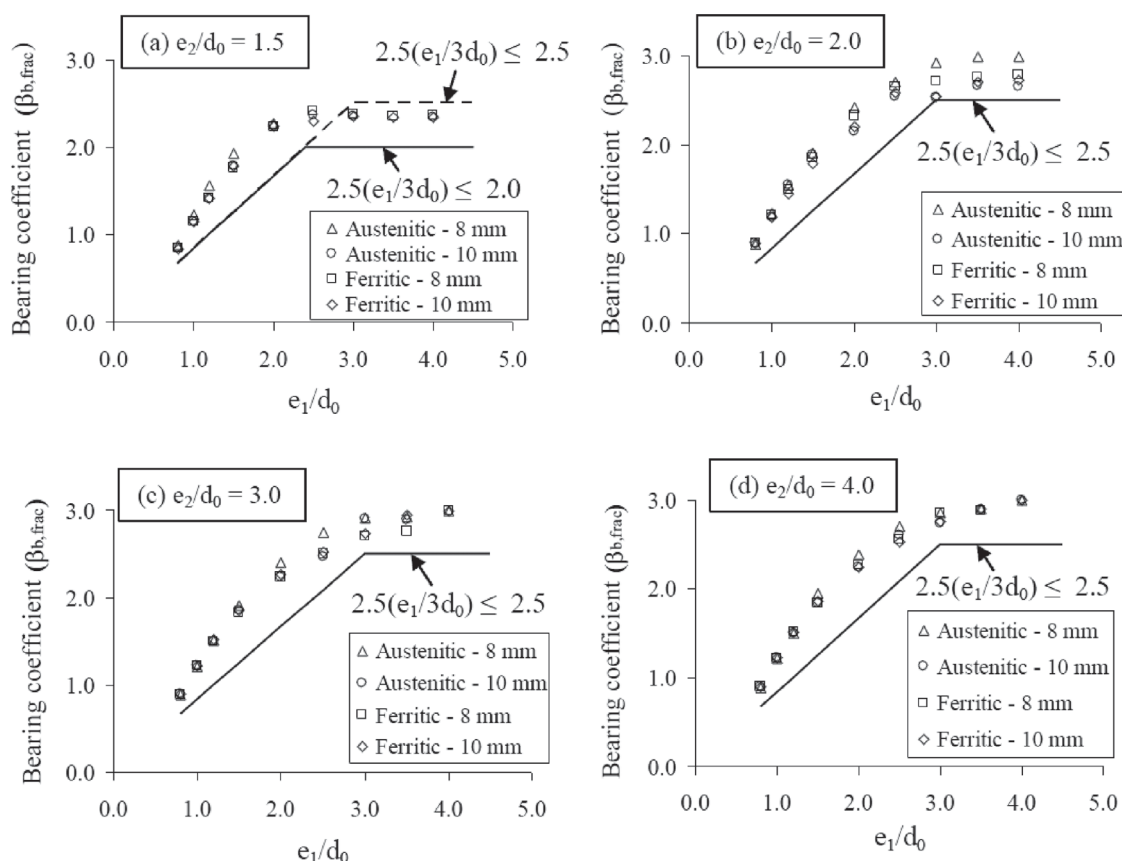 (a) e₂/d₀ = 1.5
2.5(e₁/3d₀) ≤ 2.5
2.5(e₁/3d₀) ≤ 2.0
Austenitic - 8 mm
Austenitic - 10 mm
Ferritic - 8 mm
Ferritic - 10 mm
Bearing coefficient (β_b,frac)
3.0
2.0
1.0
0.0
0.0 1.0 2.0 3.0 4.0 5.0
e₁/d₀
(b) e₂/d₀ = 2.0
2.5(e₁/3d₀) ≤ 2.5
Austenitic - 8 mm
Austenitic - 10 mm
Ferritic - 8 mm
Ferritic - 10 mm
Bearing coefficient (β_b,frac)
3.0
2.0
1.0
0.0
0.0 1.0 2.0 3.0 4.0 5.0
e₁/d₀
(c) e₂/d₀ = 3.0
2.5(e₁/3d₀) ≤ 2.5
Austenitic - 8 mm
Austenitic - 10 mm
Ferritic - 8 mm
Ferritic - 10 mm
Bearing coefficient (β_b,frac)
3.0
2.0
1.0
0.0
0.0 1.0 2.0 3.0 4.0 5.0
e₁/d₀
(d) e₂/d₀ = 4.0
2.5(e₁/3d₀) ≤ 2.5
Austenitic - 8 mm
Austenitic - 10 mm
Ferritic - 8 mm
Ferritic - 10 mm
Bearing coefficient (β_b,frac)
3.0
2.0
1.0
0.0
0.0 1.0 2.0 3.0 4.0 5.0
e₁/d₀